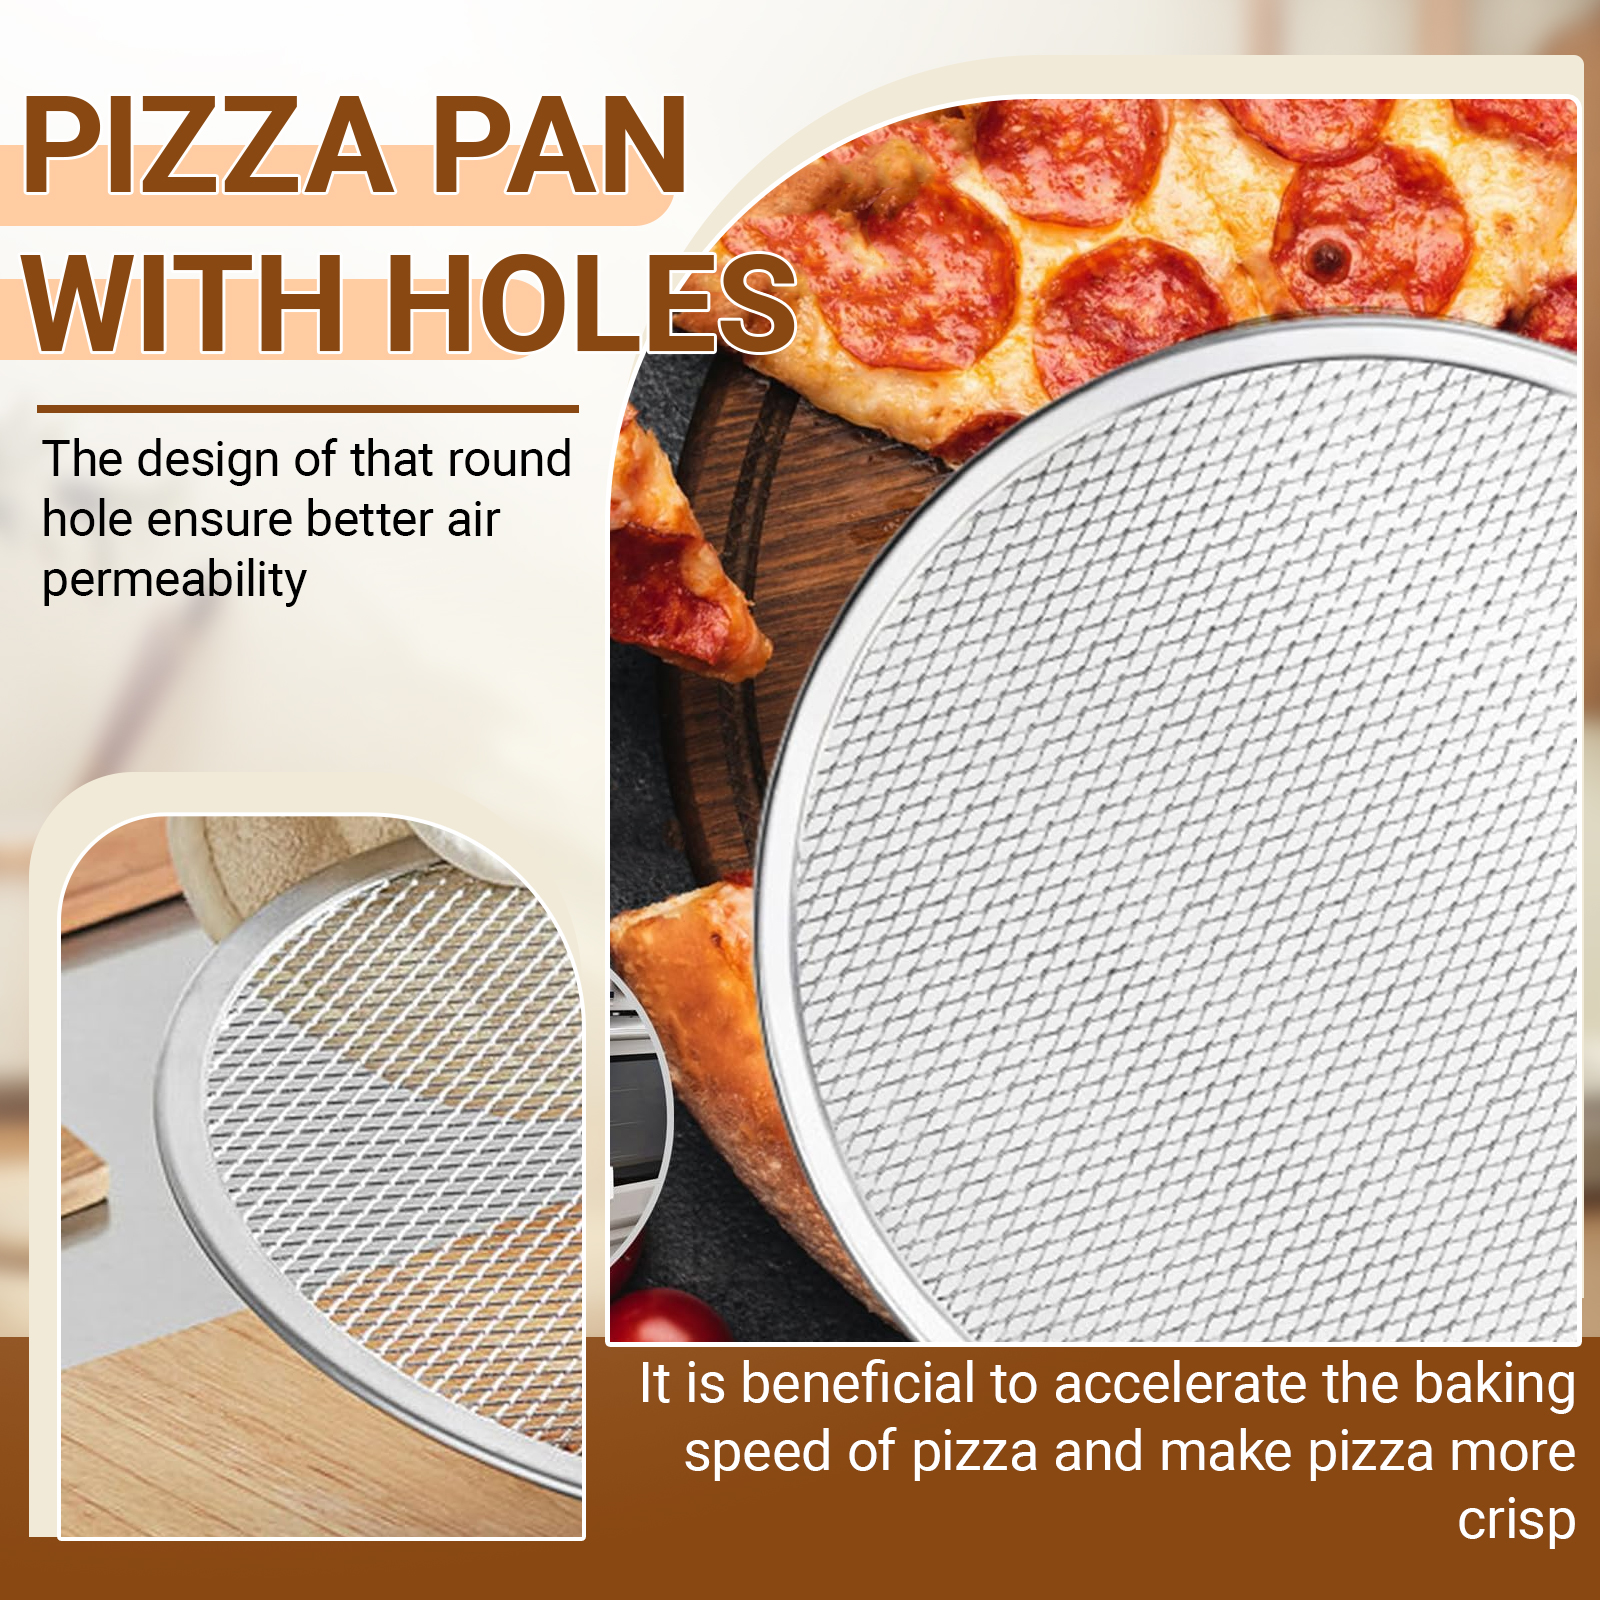 PIZZA PAN
WITH HOLES
The design of that round
hole ensure better air
permeability
It is beneficial to accelerate the baking
speed of pizza and make pizza more
crisp